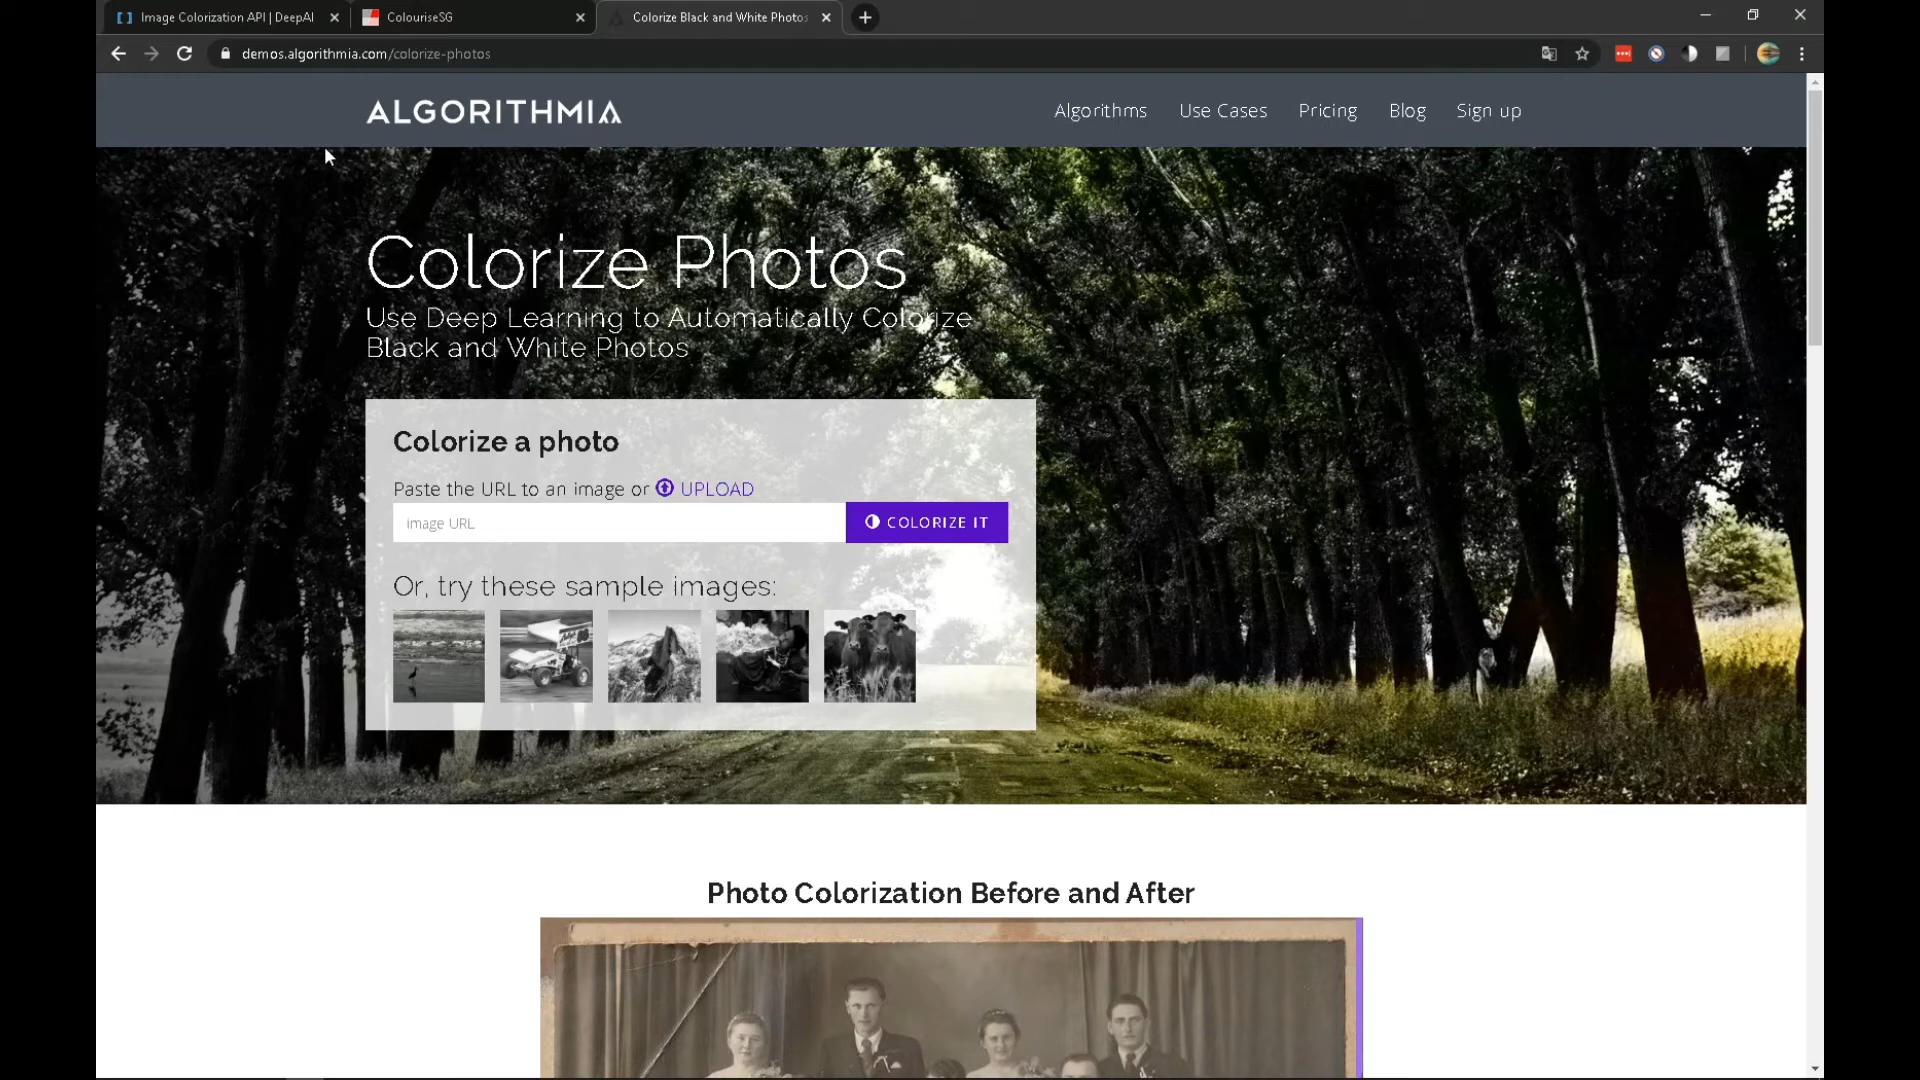 Image Colorization API | DeepAI
ColouriseSG
Colorize Black and White Photos
demos.algorithmia.com/colorize-photos
ALGORITHMIA
Algorithms
Use Cases
Pricing
Blog
Sign up
Colorize Photos
Use Deep Learning to Automatically Colorize
Black and White Photos
Colorize a photo
Paste the URL to an image or UPLOAD
image URL
COLORIZE IT
Or, try these sample images:
Photo Colorization Before and After